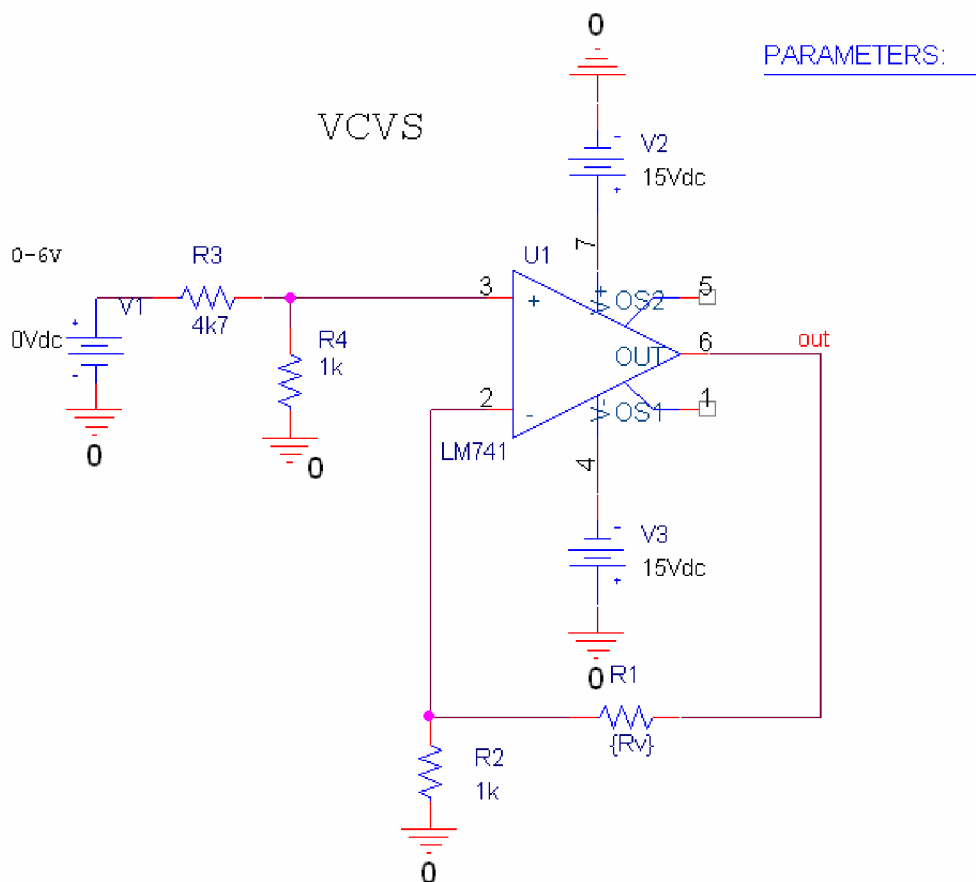 0
PARAMETERS:
VCVS
-
V2
15Vdc
+
7
0-6V
R3
U1
V1
4k7
3
+
+
V
OS2
5
+
0Vdc
-
R4
1k
OUT
6
out
2
-
-
V
OS1
1
LM741
0
0
4
-
V3
15Vdc
+
0
R1
{Rv}
R2
1k
0